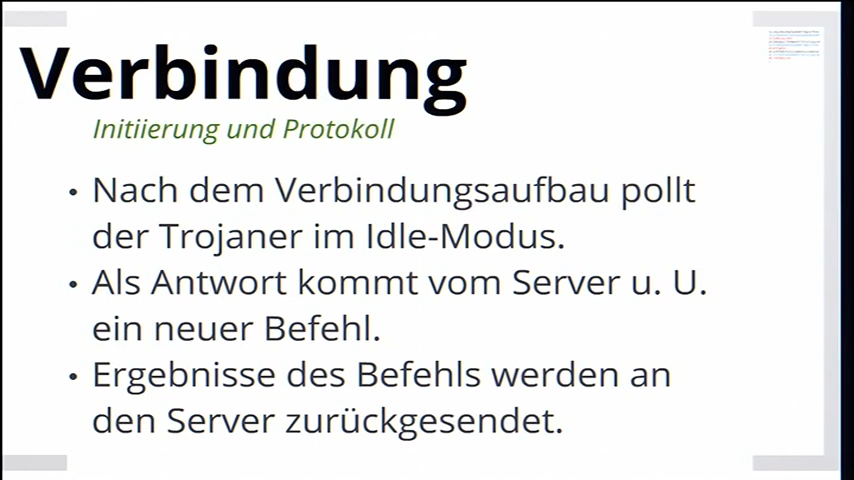 Verbindung
Initiierung und Protokoll
• Nach dem Verbindungsaufbau pollt
der Trojaner im Idle-Modus.
• Als Antwort kommt vom Server u. U.
ein neuer Befehl.
• Ergebnisse des Befehls werden an
den Server zurückgesendet.